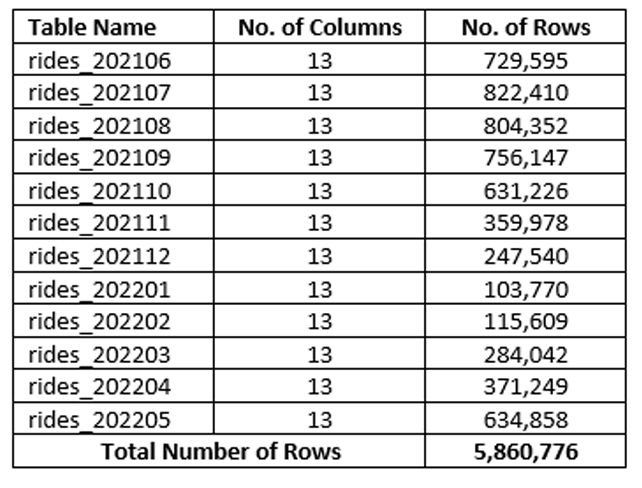 Table Name No. of Columns No. of Rows
rides_202106 13 729,595
rides_202107 13 822,410
rides_202108 13 804,352
rides_202109 13 756,147
rides_202110 13 631,226
rides_202111 13 359,978
rides_202112 13 247,540
rides_202201 13 103,770
rides_202202 13 115,609
rides_202203 13 284,042
rides_202204 13 371,249
rides_202205 13 634,858
Total Number of Rows 5,860,776